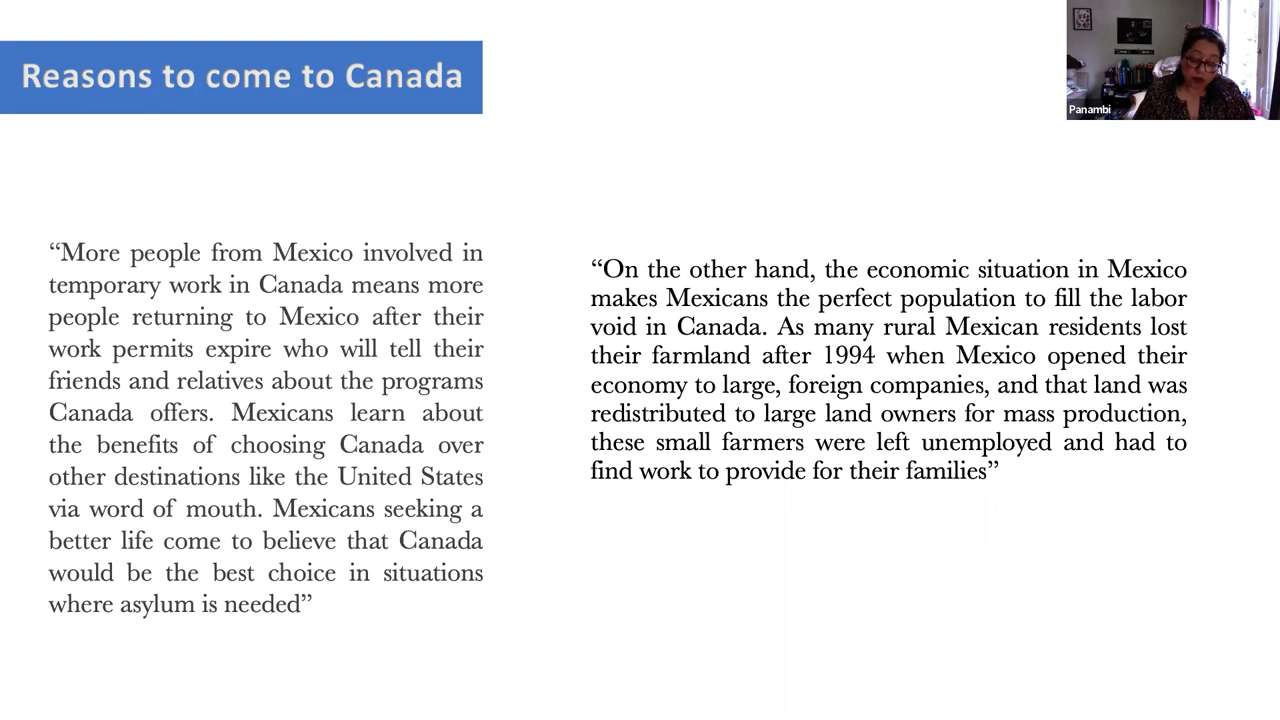 Reasons to come to Canada
Panambi
“More people from Mexico involved in
temporary work in Canada means more
people returning to Mexico after their
work permits expire who will tell their
friends and relatives about the programs
Canada offers. Mexicans learn about
the benefits of choosing Canada over
other destinations like the United States
via word of mouth. Mexicans seeking a
better life come to believe that Canada
would be the best choice in situations
where asylum is needed”
“On the other hand, the economic situation in Mexico
makes Mexicans the perfect population to fill the labor
void in Canada. As many rural Mexican residents lost
their farmland after 1994 when Mexico opened their
economy to large, foreign companies, and that land was
redistributed to large land owners for mass production,
these small farmers were left unemployed and had to
find work to provide for their families”